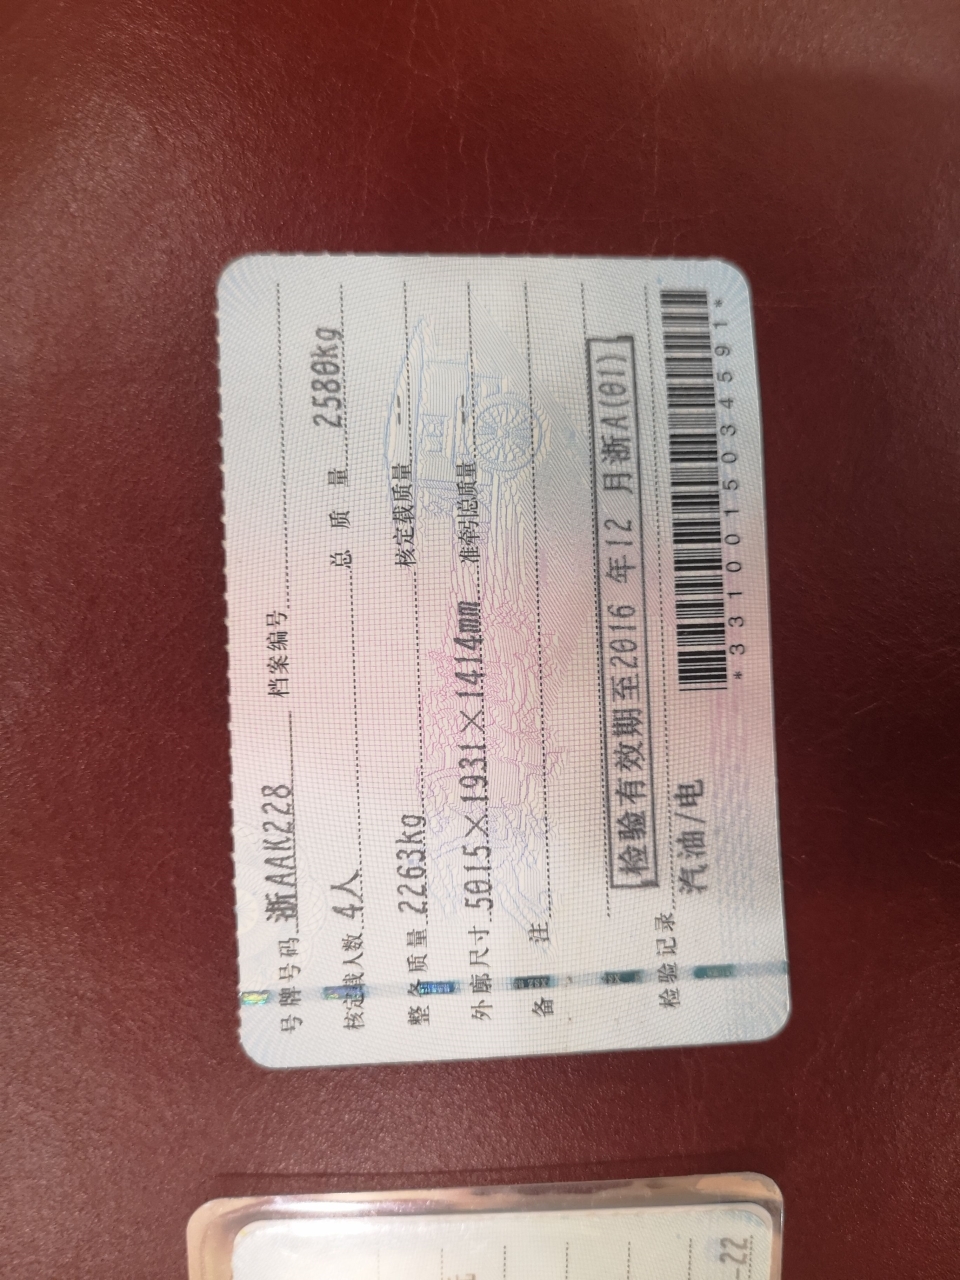 号牌号码 浙AAK228 档案编号
核定载人数 4人 总质量 2580kg
整备质量 2263kg 核定载质量 --
外廓尺寸 5015×1931×1414mm 准牵引总质量 --
备注
检验有效期至2016年12月浙A(01)
检验记录
汽油/电
*3310015034591*
-22